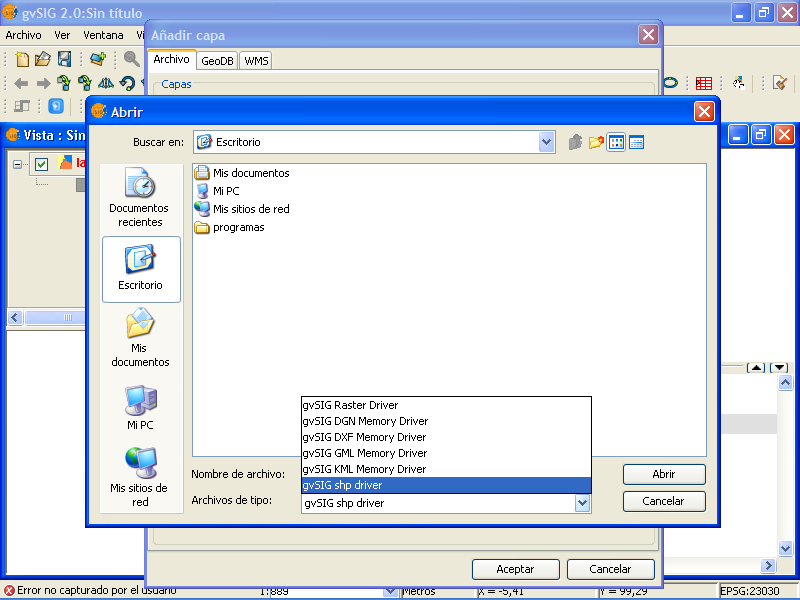 gvSIG 2.0:Sin título
Archivo Ver Ventana
Añadir capa
Archivo GeoDB WMS
Capas
Vista : Sin
Abrir
Buscar en: Escritorio
Documentos recientes
Escritorio
Mis documentos
Mi PC
Mis sitios de red
Mis documentos
Mi PC
Mis sitios de red
programas
gvSIG Raster Driver
gvSIG DGN Memory Driver
gvSIG DXF Memory Driver
gvSIG GML Memory Driver
gvSIG KML Memory Driver
gvSIG shp driver
Nombre de archivo:
Archivos de tipo: gvSIG shp driver
Abrir
Cancelar
Aceptar Cancelar
Error no capturado por el usuario 1:889 Metros X = -5,41 Y = 99,29 EPSG:23030